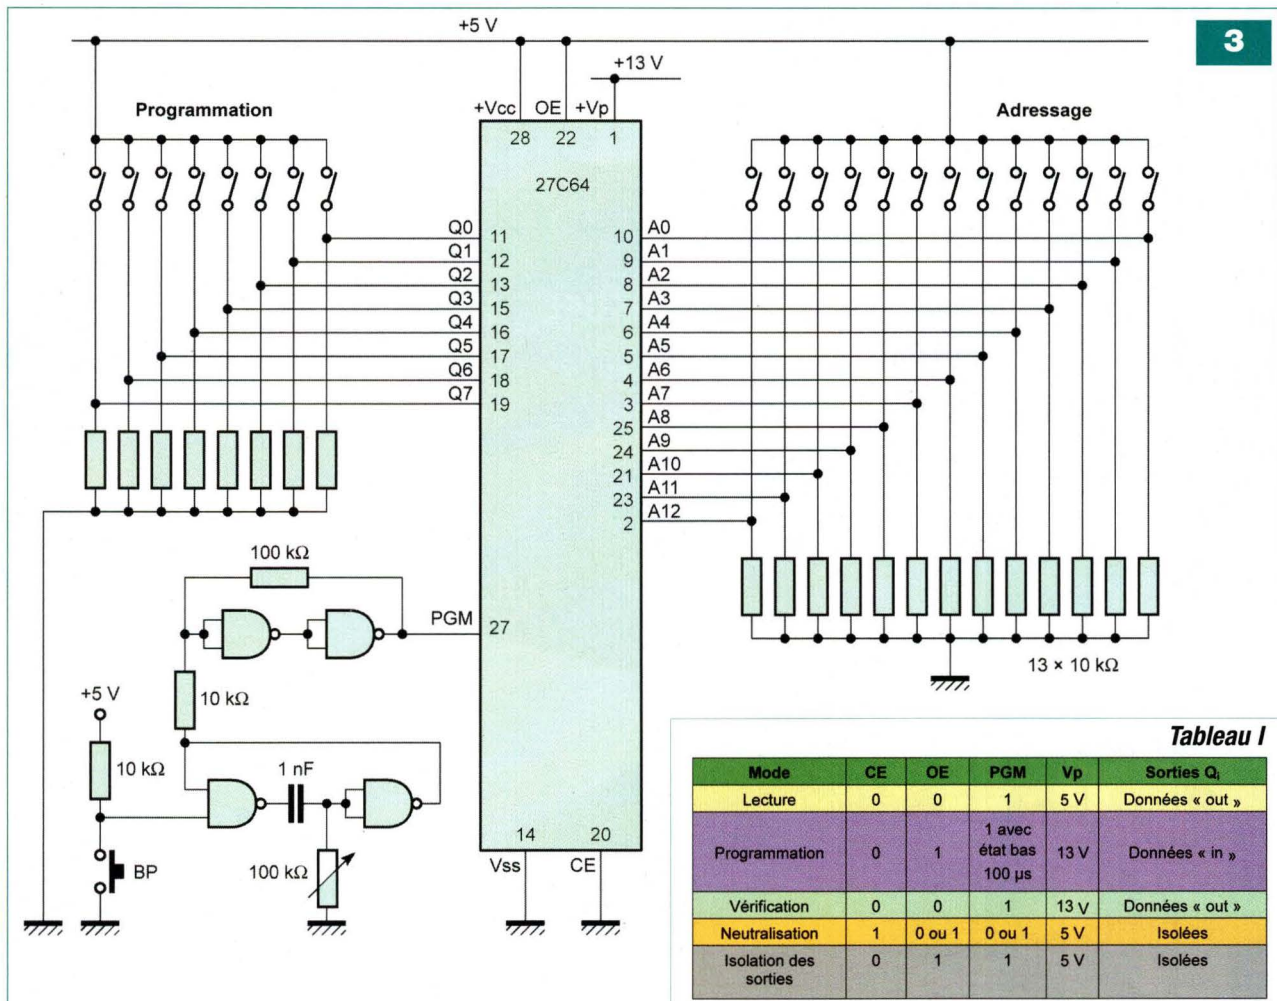 3
+5 V
+13 V
Programmation
Adressage
+Vcc OE +Vp
28 22 1
27C64
Q0 11
Q1 12
Q2 13
Q3 15
Q4 16
Q5 17
Q6 18
Q7 19
10 A0
9 A1
8 A2
7 A3
6 A4
5 A5
4 A6
3 A7
25 A8
24 A9
21 A10
23 A11
2 A12
100 kΩ
PGM 27
10 kΩ
+5 V
10 kΩ
1 nF
BP
100 kΩ
14 20
Vss CE
13 × 10 kΩ
Tableau I
Mode CE OE PGM Vp Sorties Qi
Lecture 0 0 1 5 V Données « out »
Programmation 0 1 1 avec état bas 100 µs 13 V Données « in »
Vérification 0 0 1 13 V Données « out »
Neutralisation 1 0 ou 1 0 ou 1 5 V Isolées
Isolation des sorties 0 1 1 5 V Isolées